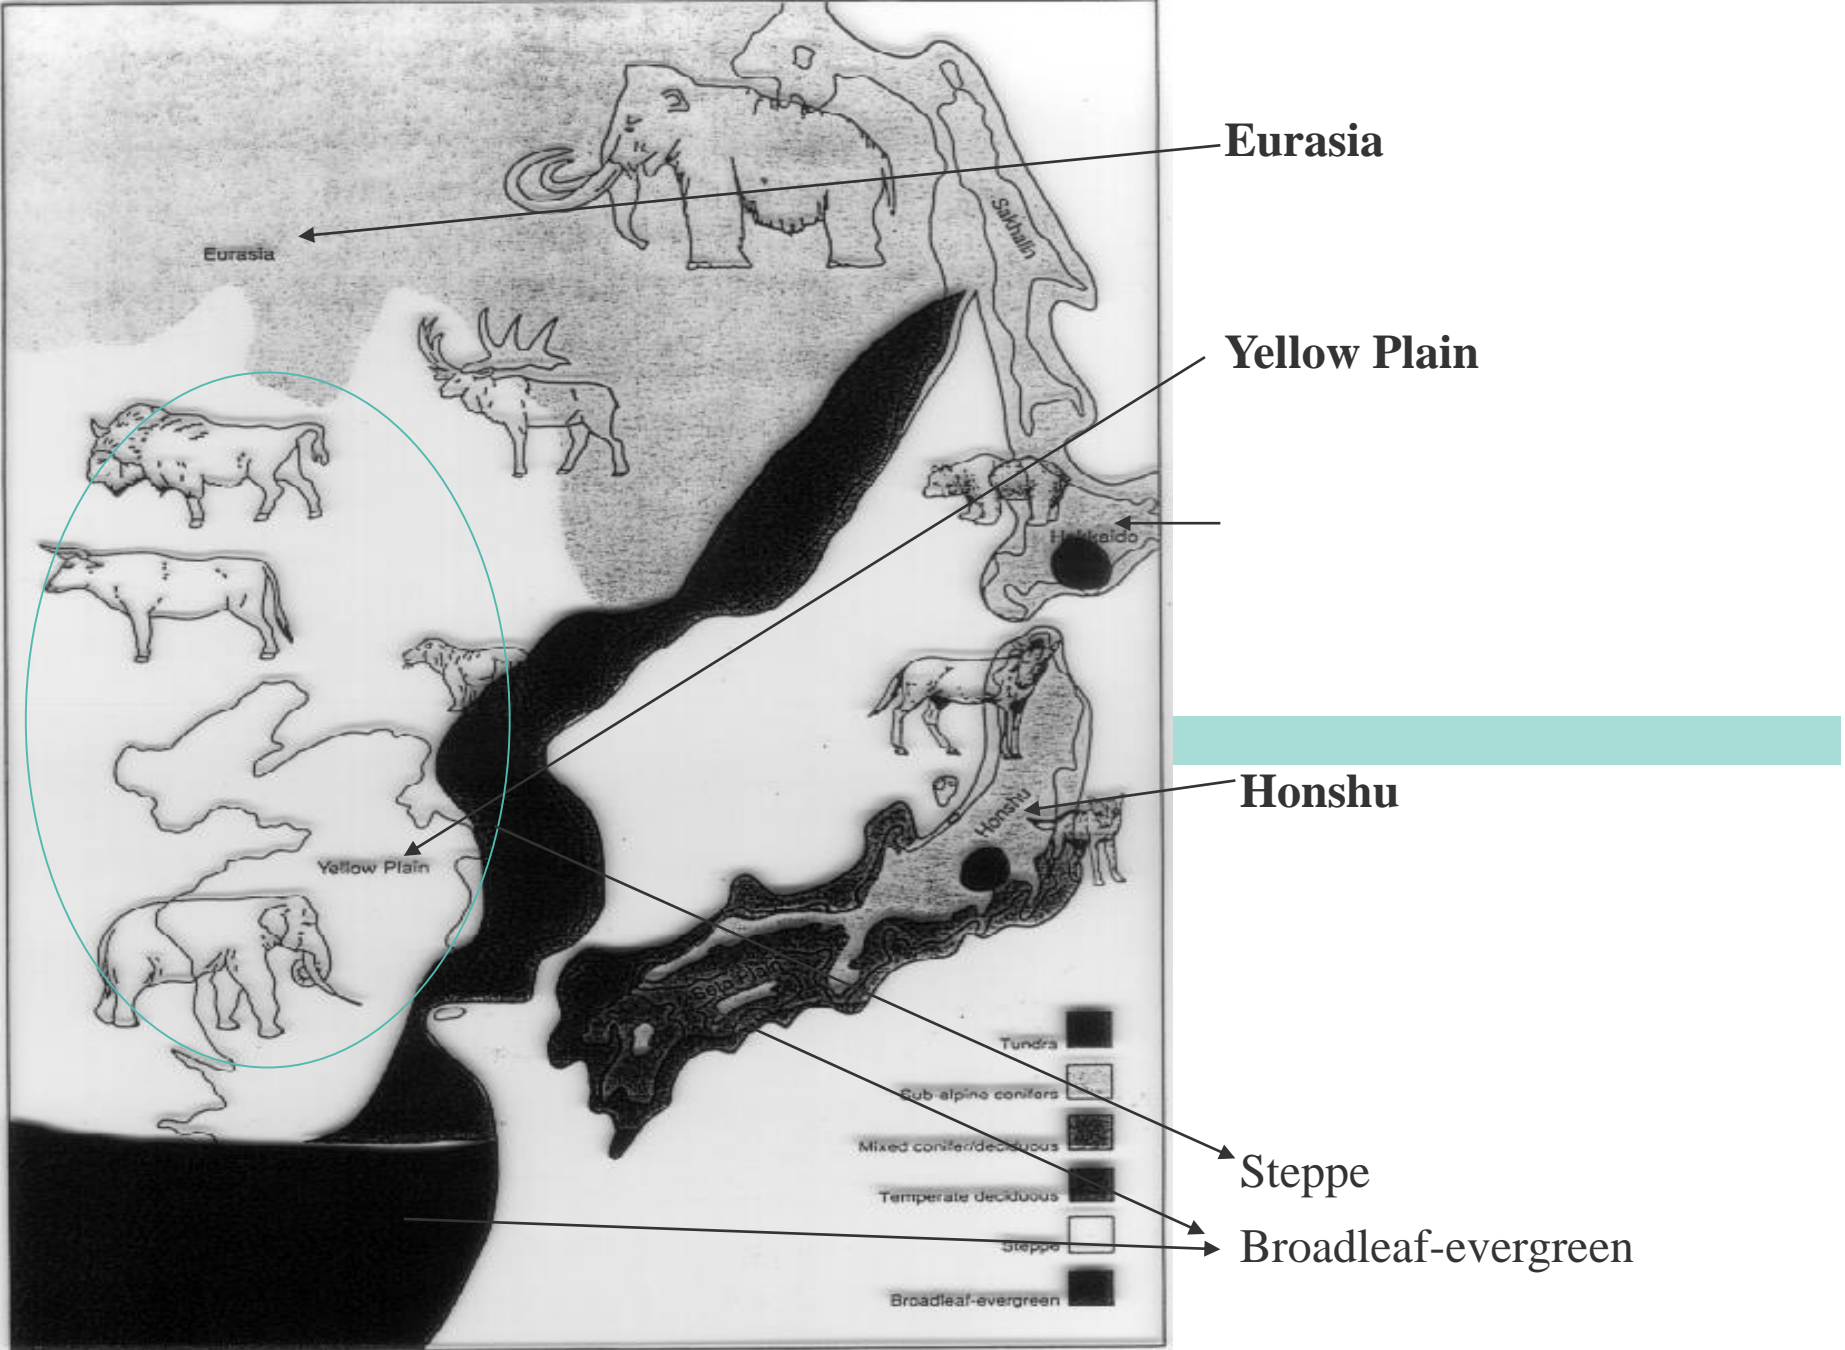 Eurasia
Sakhalin
Eurasia
Yellow Plain
Hokkaido
Honshu
Honshu
Yellow Plain
Tundra
Sub-alpine conifers
Mixed conifer/deciduous
Temperate deciduous
Steppe
Steppe
Broadleaf-evergreen
Broadleaf-evergreen